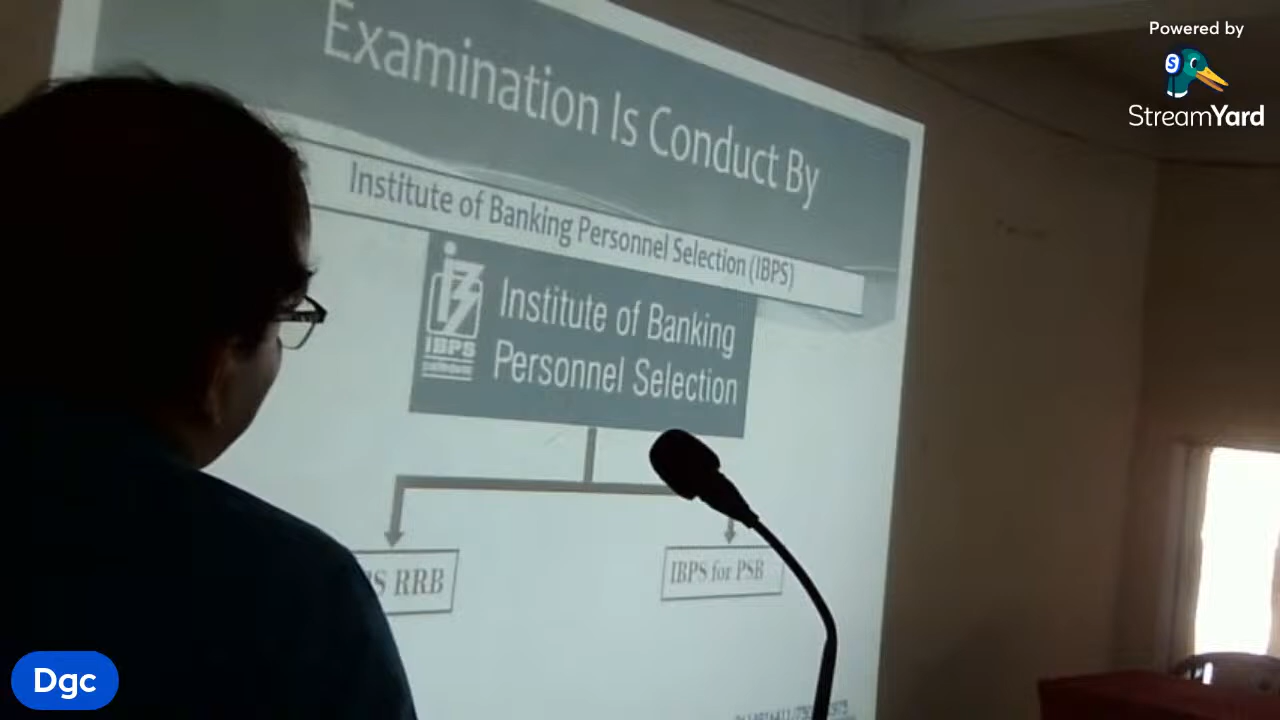 Powered by
StreamYard
Examination Is Conduct By
Institute of Banking Personnel Selection (IBPS)
IBPS
Institute of Banking
Personnel Selection
RRB
IBPS for PSB
Dgc